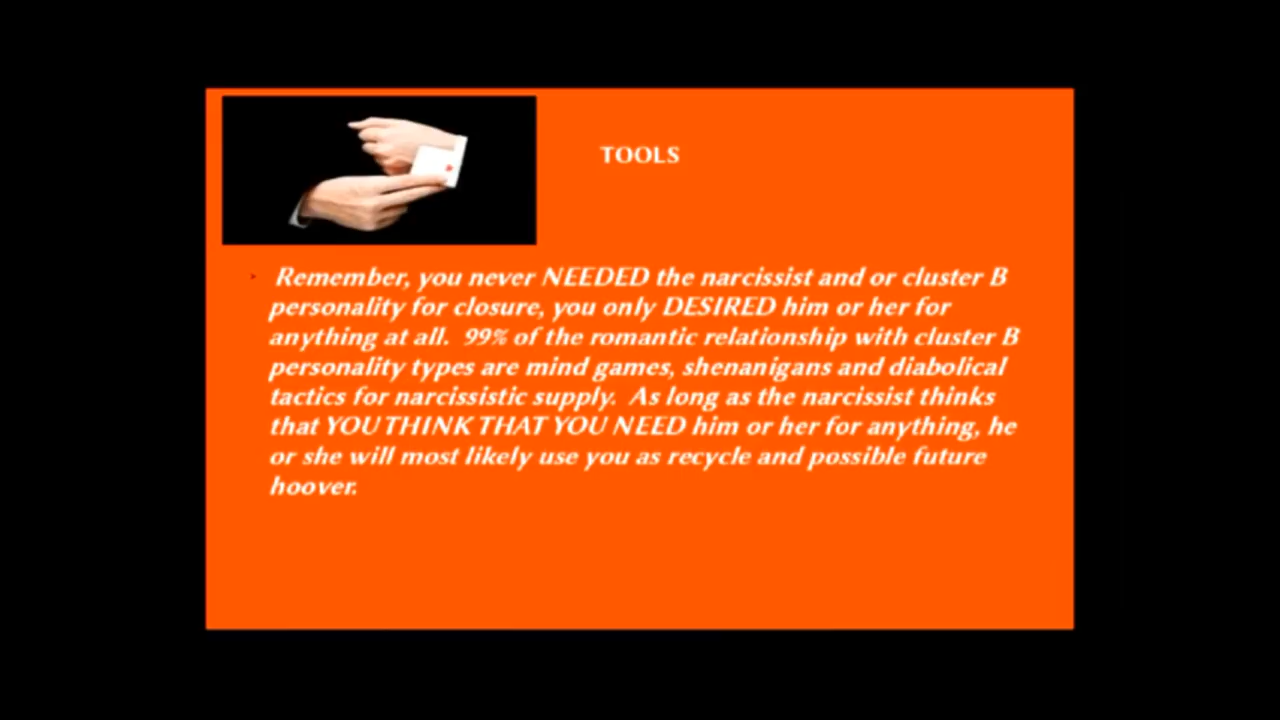 TOOLS
Remember, you never NEEDED the narcissist and or cluster B
personality for closure, you only DESIRED him or her for
anything at all. 99% of the romantic relationship with cluster B
personality types are mind games, shenanigans and diabolical
tactics for narcissistic supply. As long as the narcissist thinks
that YOU THINK THAT YOU NEED him or her for anything, he
or she will most likely use you as recycle and possible future
hoover.